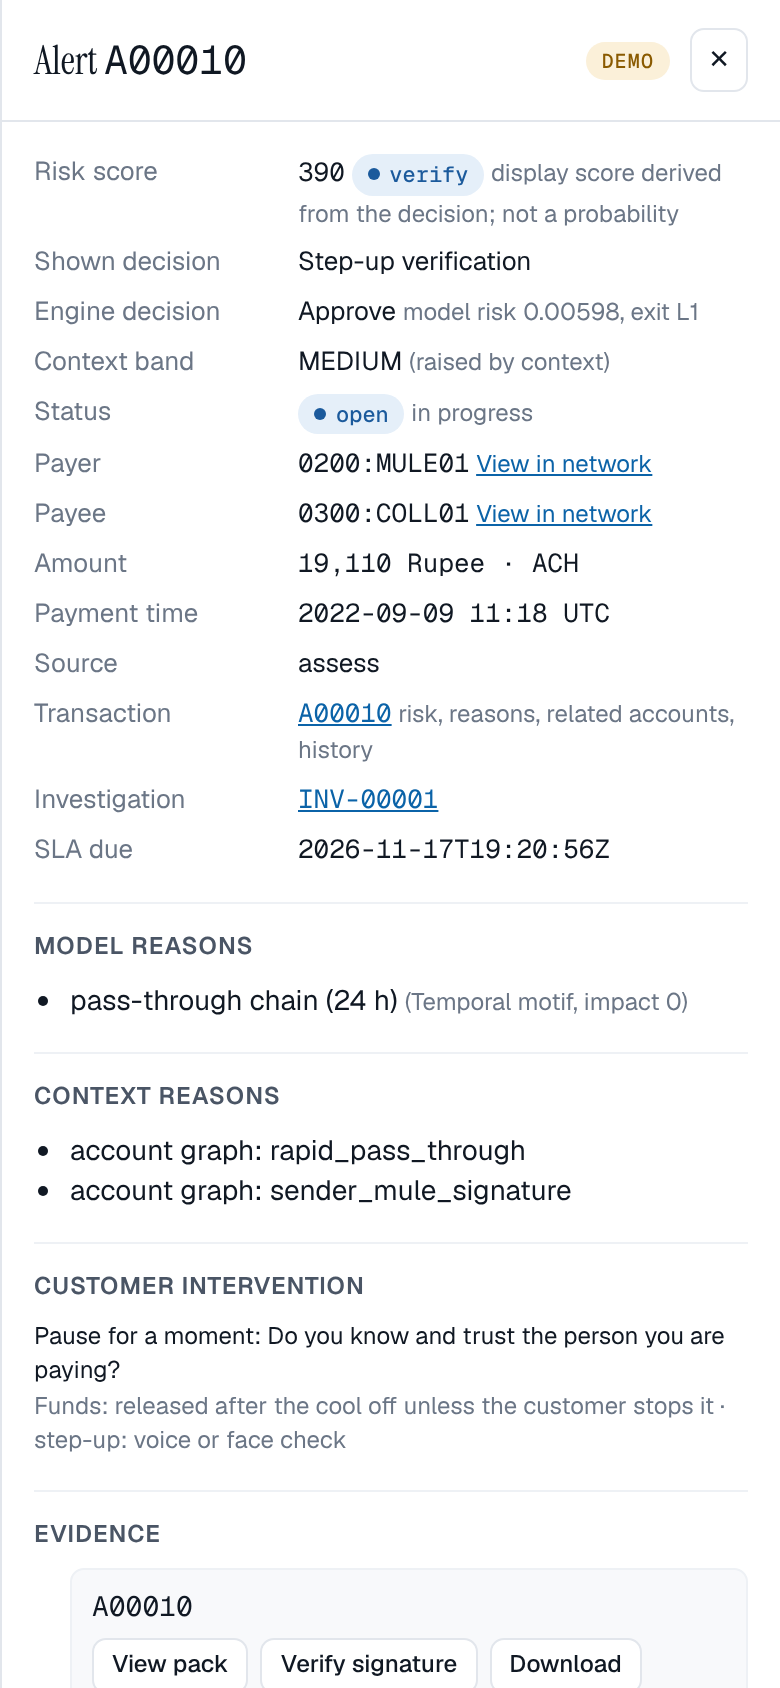 Alert A00010
DEMO
×
Risk score
390 verify display score derived
from the decision; not a probability
Shown decision
Step-up verification
Engine decision
Approve model risk 0.00598, exit L1
Context band
MEDIUM (raised by context)
Status
open in progress
Payer
0200:MULE01 View in network
Payee
0300:COLL01 View in network
Amount
19,110 Rupee · ACH
Payment time
2022-09-09 11:18 UTC
Source
assess
Transaction
A00010 risk, reasons, related accounts,
history
Investigation
INV-00001
SLA due
2026-11-17T19:20:56Z
MODEL REASONS
• pass-through chain (24 h) (Temporal motif, impact 0)
CONTEXT REASONS
• account graph: rapid_pass_through
• account graph: sender_mule_signature
CUSTOMER INTERVENTION
Pause for a moment: Do you know and trust the person you are
paying?
Funds: released after the cool off unless the customer stops it ·
step-up: voice or face check
EVIDENCE
A00010
View pack
Verify signature
Download